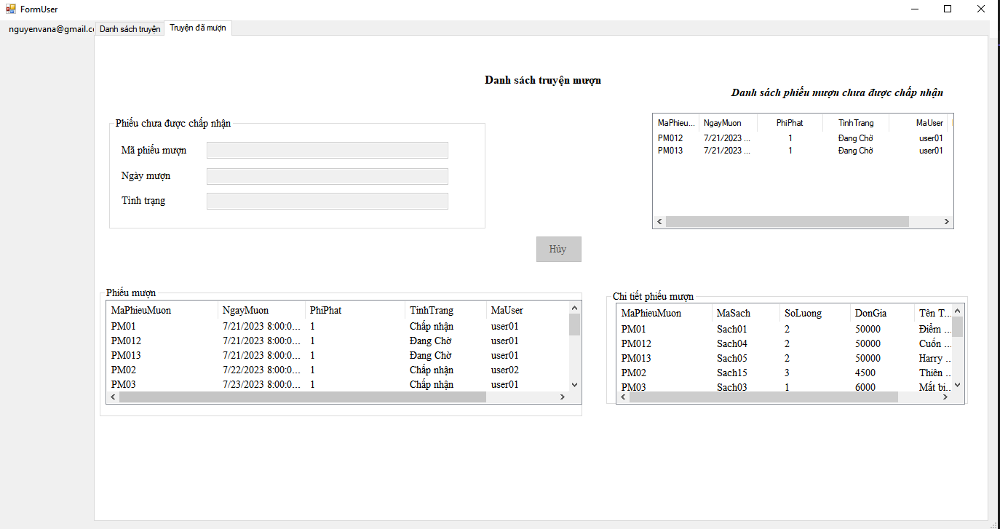 FormUser
nguyenvana@gmail.c
Danh sách truyện
Truyện đã mượn
Danh sách truyện mượn
Danh sách phiếu mượn chưa được chấp nhận
Phiếu chưa được chấp nhận
Mã phiếu mượn
Ngày mượn
Tình trạng
MaPhieu... NgayMuon PhiPhat TinhTrang MaUser
PM012 7/21/2023 ... 1 Đang Chờ user01
PM013 7/21/2023 ... 1 Đang Chờ user01
Hủy
Phiếu mượn
MaPhieuMuon NgayMuon PhiPhat TinhTrang MaUser
PM01 7/21/2023 8:00:0... 1 Chấp nhận user01
PM012 7/21/2023 8:00:0... 1 Đang Chờ user01
PM013 7/21/2023 8:00:0... 1 Đang Chờ user01
PM02 7/22/2023 8:00:0... 1 Chấp nhận user02
PM03 7/23/2023 8:00:0... 1 Chấp nhận user01
Chi tiết phiếu mượn
MaPhieuMuon MaSach SoLuong DonGia Tên T...
PM01 Sach01 2 50000 Điểm ...
PM012 Sach04 2 50000 Cuốn ...
PM013 Sach05 2 50000 Harry ...
PM02 Sach15 3 4500 Thiên ...
PM03 Sach03 1 6000 Mắt bi...